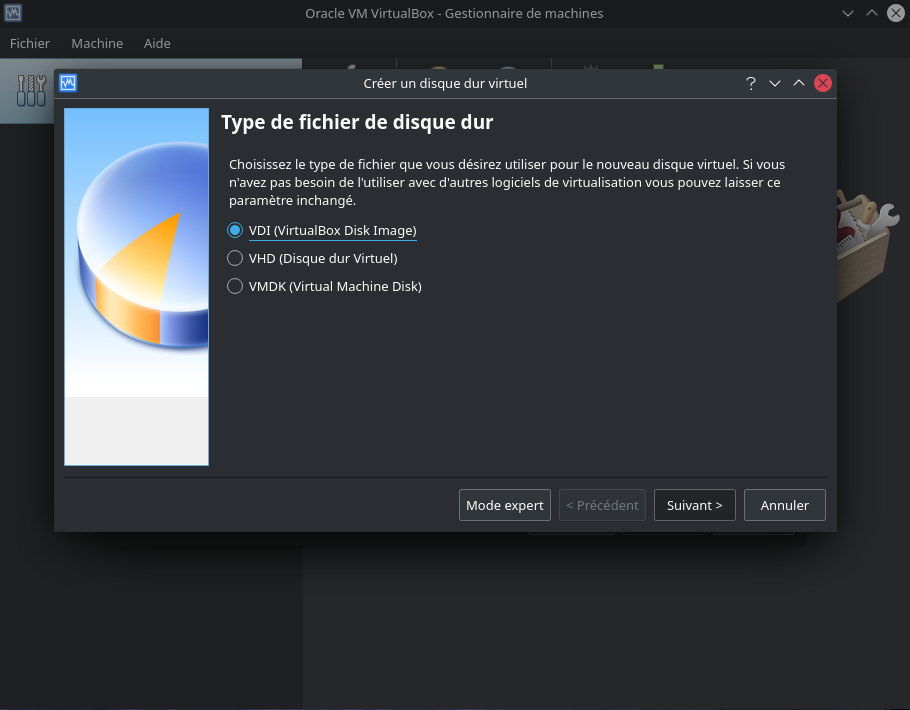 Oracle VM VirtualBox - Gestionnaire de machines
Fichier Machine Aide
Créer un disque dur virtuel
Type de fichier de disque dur
Choisissez le type de fichier que vous désirez utiliser pour le nouveau disque virtuel. Si vous
n'avez pas besoin de l'utiliser avec d'autres logiciels de virtualisation vous pouvez laisser ce
paramètre inchangé.
VDI (VirtualBox Disk Image)
VHD (Disque dur Virtuel)
VMDK (Virtual Machine Disk)
Mode expert < Précédent Suivant > Annuler